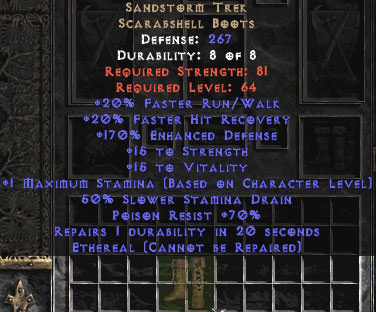 Sandstorm Trek
Scarabshell Boots
Defense: 267
Durability: 8 of 8
Required Strength: 81
Required Level: 64
+20% Faster Run/Walk
+20% Faster Hit Recovery
+170% Enhanced Defense
+15 to Strength
+15 to Vitality
+1 Maximum Stamina (Based on Character Level)
50% Slower Stamina Drain
Poison Resist +70%
Repairs 1 durability in 20 seconds
Ethereal (Cannot be Repaired)